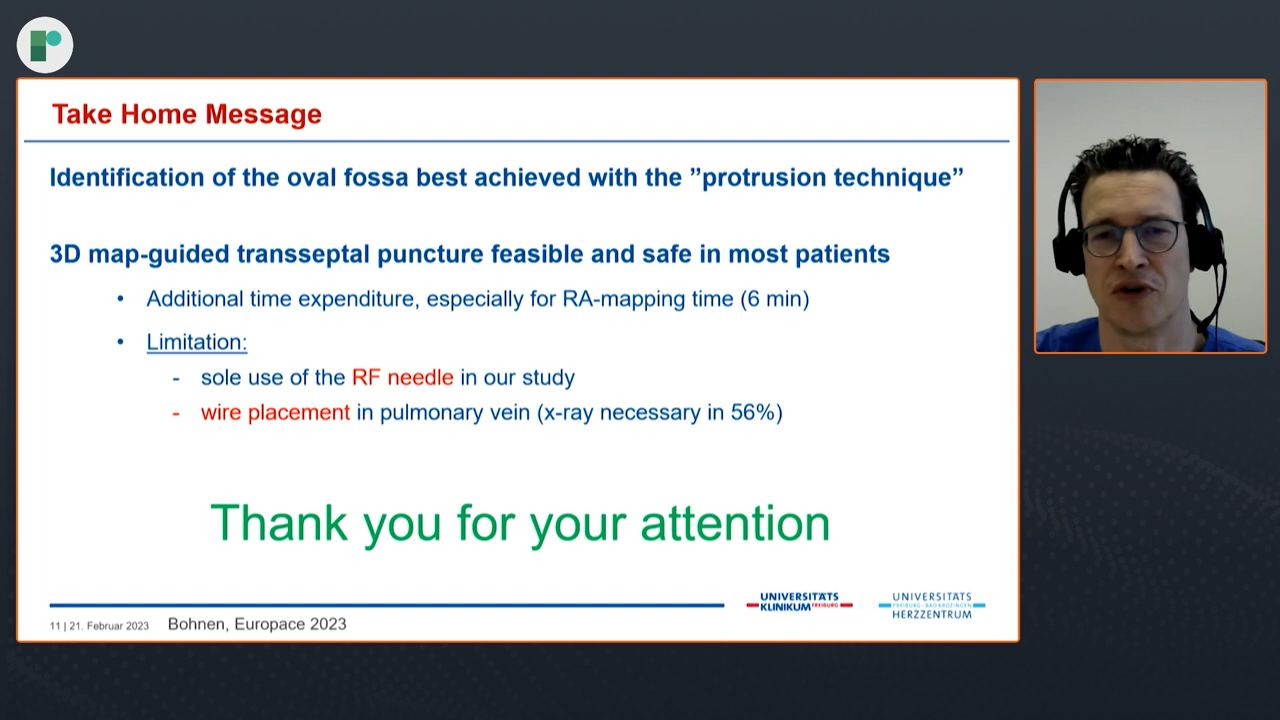 Take Home Message
Identification of the oval fossa best achieved with the ”protrusion technique”
3D map-guided transseptal puncture feasible and safe in most patients
• Additional time expenditure, especially for RA-mapping time (6 min)
• Limitation:
- sole use of the RF needle in our study
- wire placement in pulmonary vein (x-ray necessary in 56%)
Thank you for your attention
UNIVERSITÄTS
KLINIKUM FREIBURG
UNIVERSITÄTS
FREIBURG · BAD KROZINGEN
HERZZENTRUM
11 | 21. Februar 2023 Bohnen, Europace 2023